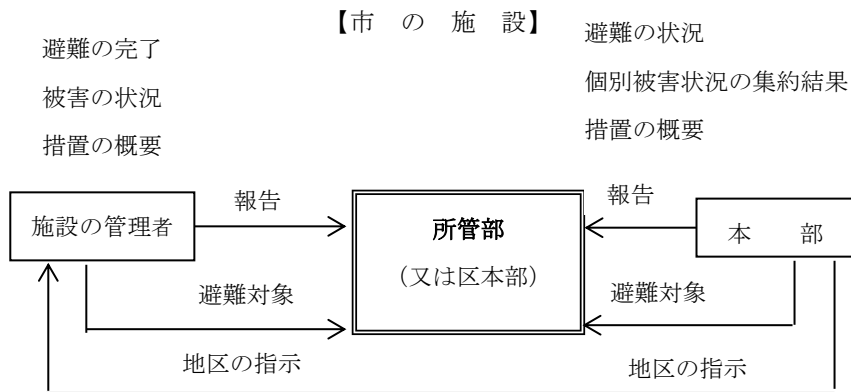 【市　の　施　設】
避難の完了
被害の状況
措置の概要
避難の状況
個別被害状況の集約結果
措置の概要
施設の管理者
報告
所管部
（又は区本部）
報告
本　　部
避難対象
地区の指示
避難対象
地区の指示